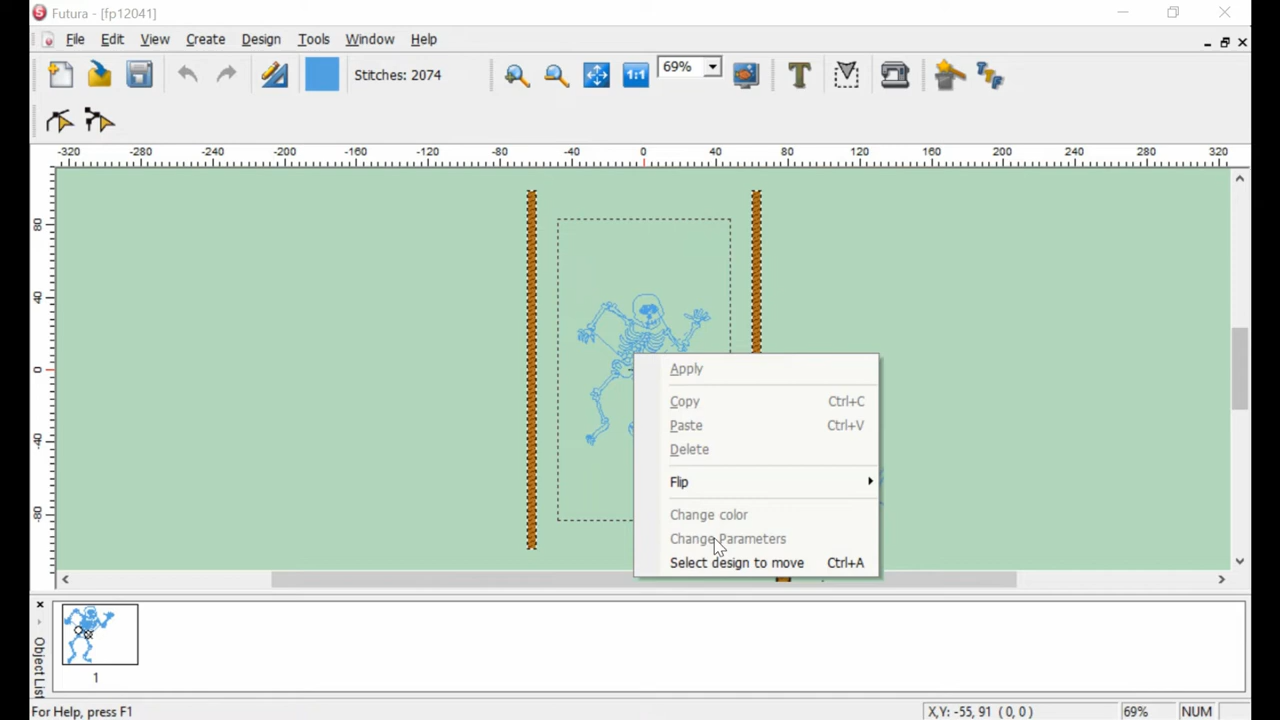 Futura - [fp12041]
File Edit View Create Design Tools Window Help
Stitches: 2074
1:1
69%
T
-320 -280 -240 -200 -160 -120 -80 -40 0 40 80 120 160 200 240 280 320
80
40
0
-40
-80
Apply
Copy Ctrl+C
Paste Ctrl+V
Delete
Flip
Change color
Change Parameters
Select design to move Ctrl+A
Object List
1
For Help, press F1
X,Y: -55, 91 ( 0, 0 )
69%
NUM